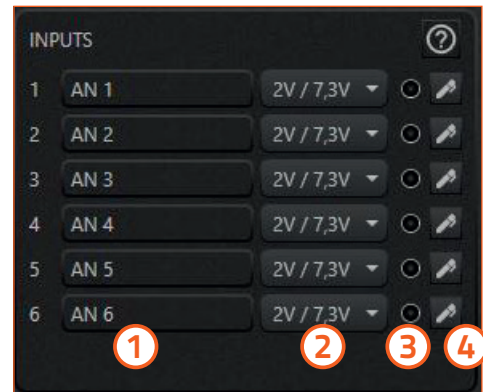 INPUTS
1 AN 1 2V / 7,3V
2 AN 2 2V / 7,3V
3 AN 3 2V / 7,3V
4 AN 4 2V / 7,3V
5 AN 5 2V / 7,3V
6 AN 6 2V / 7,3V
1 2 3 4